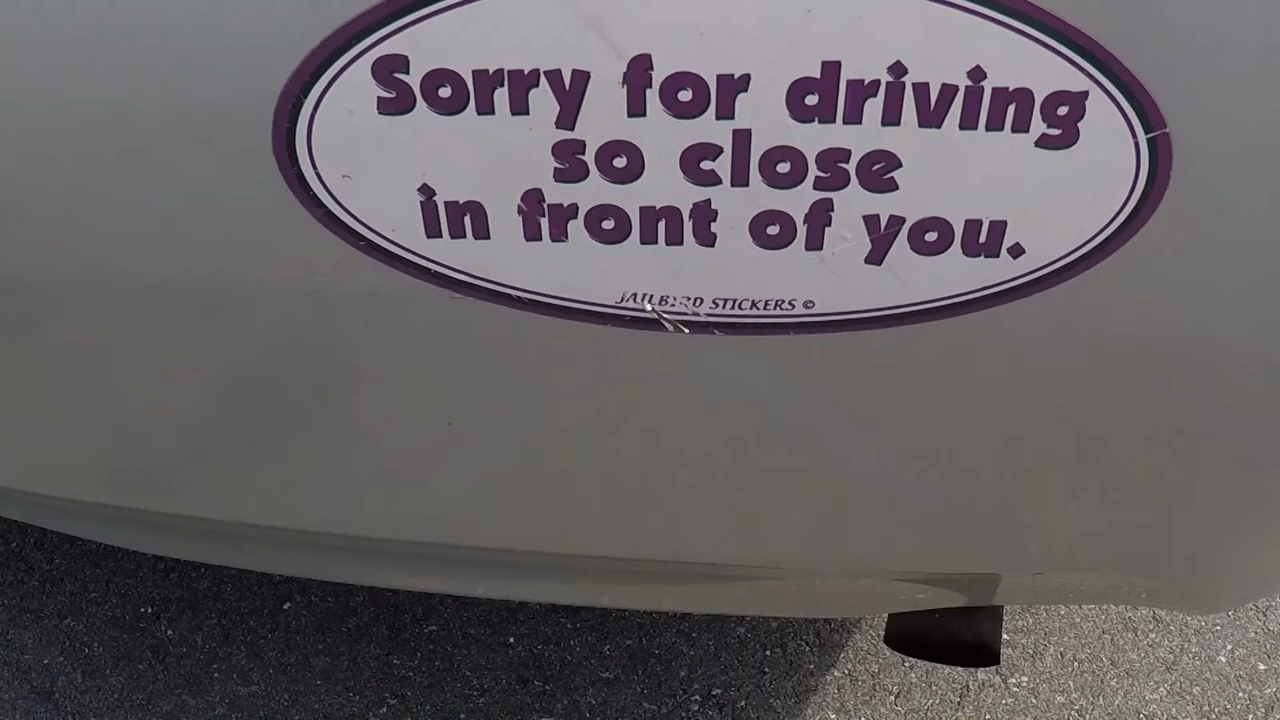 Sorry for driving
so close
in front of you.
JAILBIRD STICKERS ©